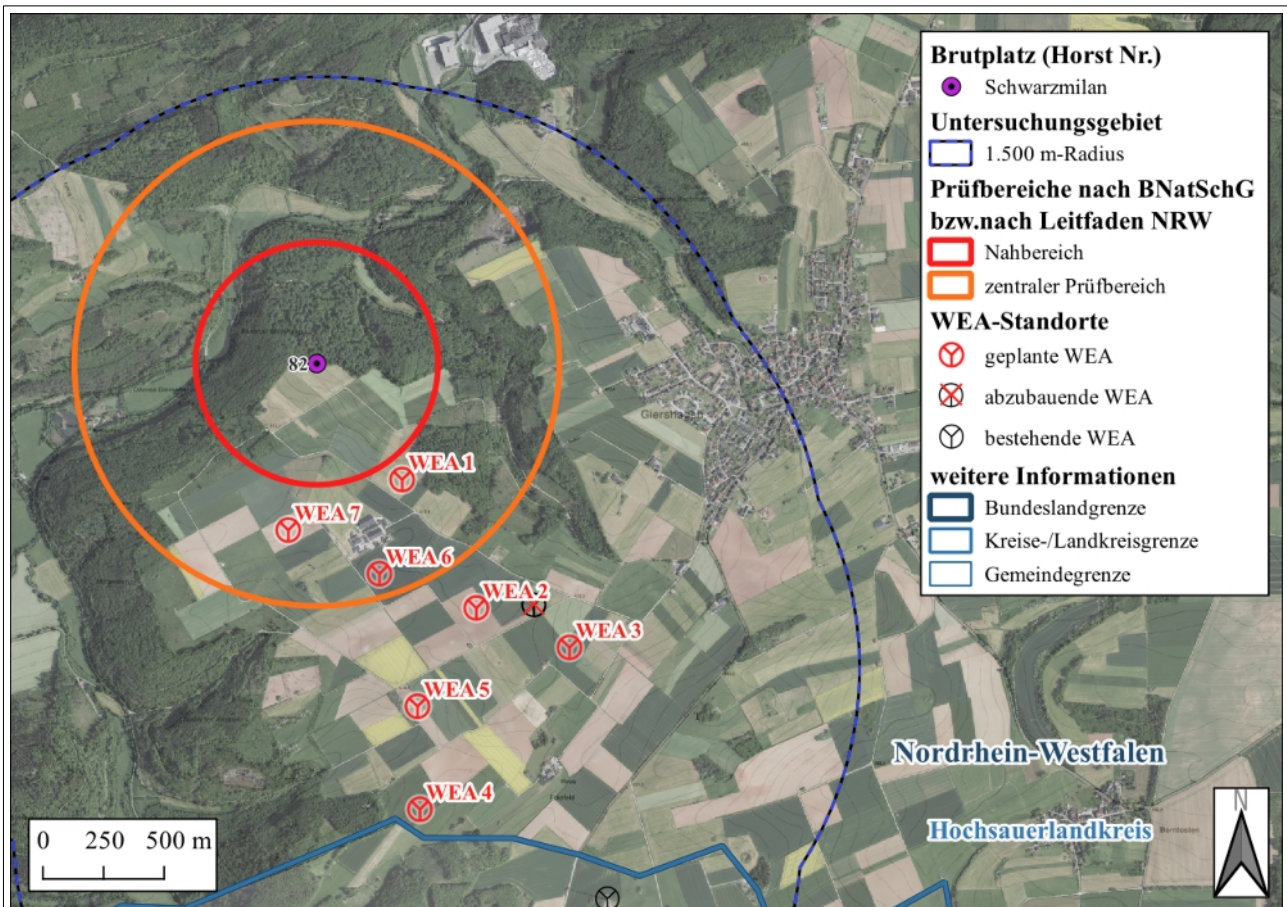 Brutplatz (Horst Nr.)
Schwarzmilan
Untersuchungsgebiet
1.500 m-Radius
Prüfbereiche nach BNatSchG
bzw.nach Leitfaden NRW
Nahbereich
zentraler Prüfbereich
WEA-Standorte
geplante WEA
abzubauende WEA
bestehende WEA
weitere Informationen
Bundeslandgrenze
Kreise-/Landkreisgrenze
Gemeindegrenze
82
Giershagen
WEA 1
WEA 7
WEA 6
WEA 2
WEA 3
WEA 5
WEA 4
Nordrhein-Westfalen
Hochsauerlandkreis
0 250 500 m
N